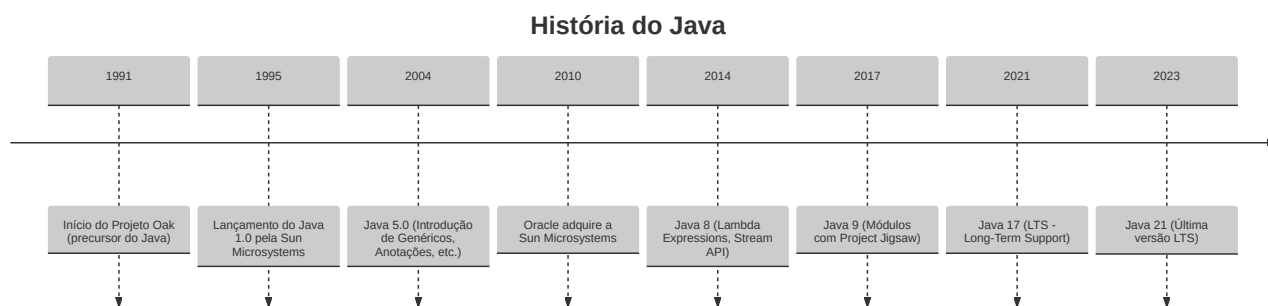 História do Java
1991
1995
2004
2010
2014
2017
2021
2023
Início do Projeto Oak
(precursor do Java)
Lançamento do Java
1.0 pela Sun
Microsystems
Java 5.0 (Introdução
de Genéricos,
Anotações, etc.)
Oracle adquire a
Sun Microsystems
Java 8 (Lambda
Expressions, Stream
API)
Java 9 (Módulos
com Project Jigsaw)
Java 17 (LTS -
Long-Term Support)
Java 21 (Última
versão LTS)